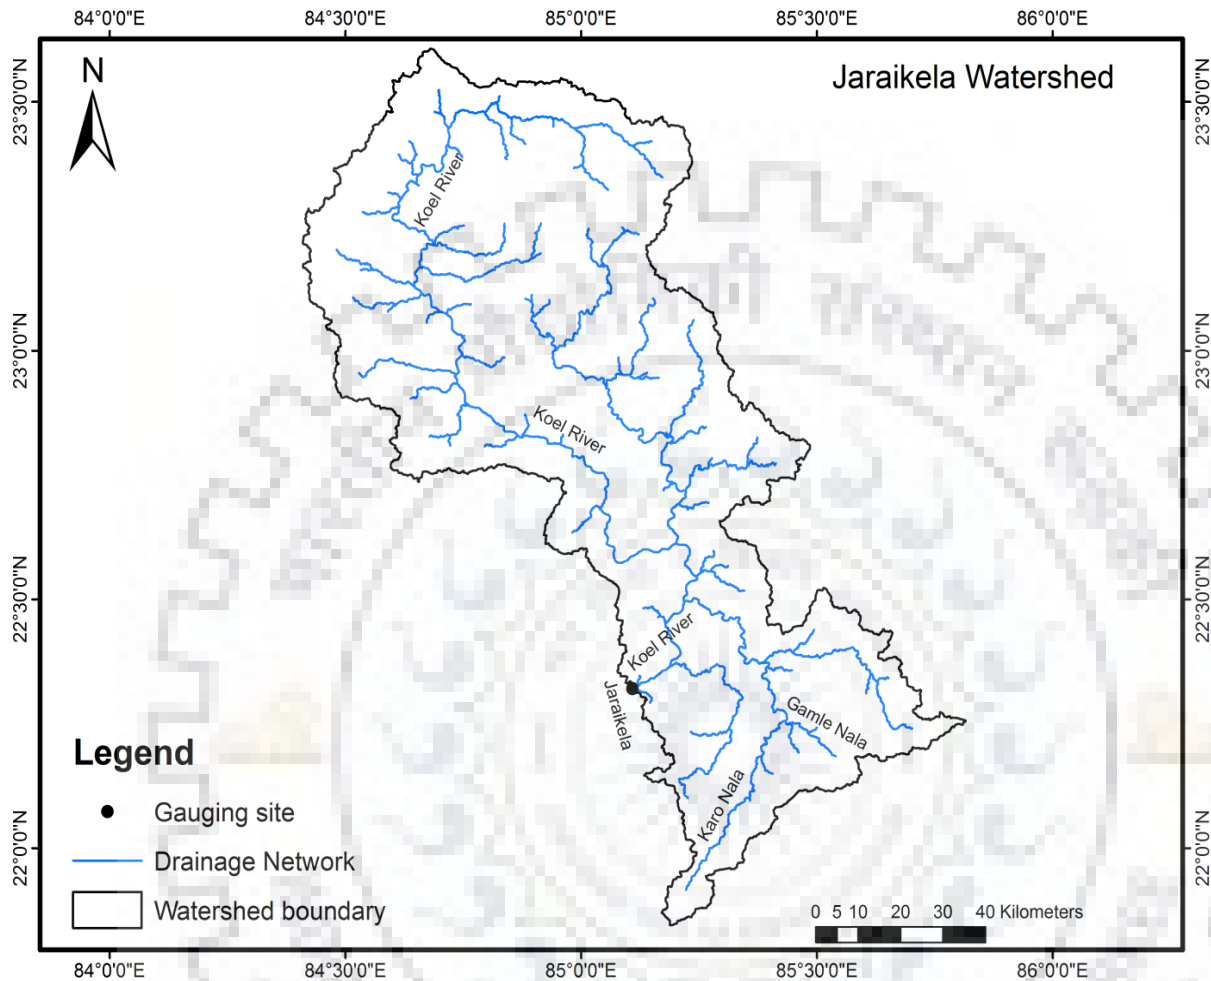 84°0'0"E 84°30'0"E 85°0'0"E 85°30'0"E 86°0'0"E
Jaraikela Watershed
N
23°30'0"N
23°30'0"N
Koel River
23°0'0"N
23°0'0"N
Koel River
22°30'0"N
22°30'0"N
Koel River
Jaraikela
Gamle Nala
Karo Nala
22°0'0"N
22°0'0"N
Legend
Gauging site
Drainage Network
Watershed boundary
0 5 10 20 30 40 Kilometers
84°0'0"E 84°30'0"E 85°0'0"E 85°30'0"E 86°0'0"E